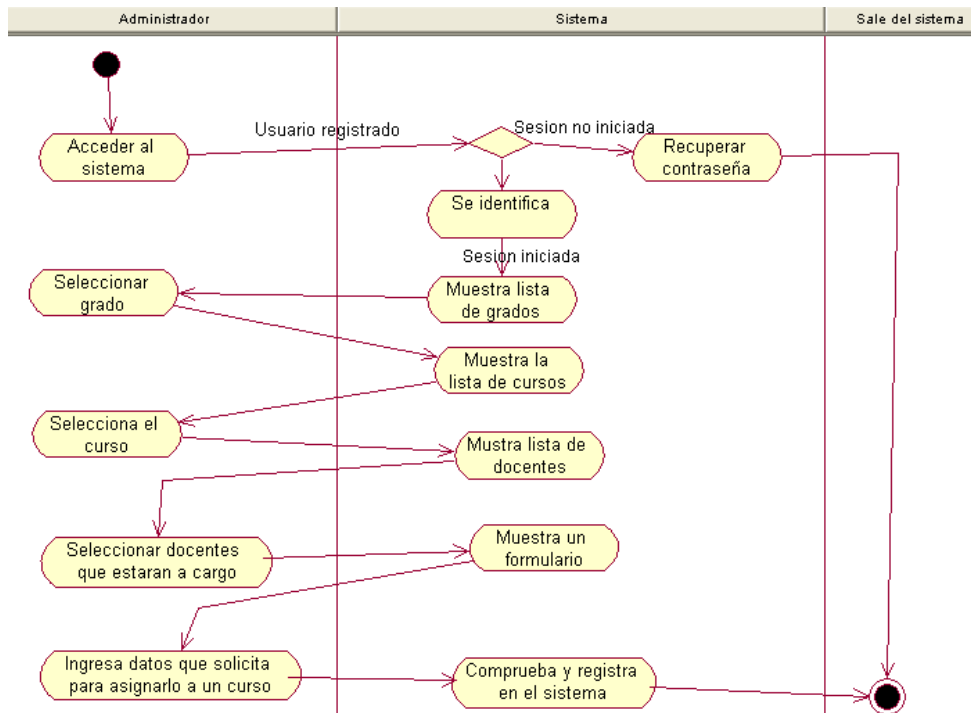 Administrador
Sistema
Sale del sistema
Usuario registrado
Sesion no iniciada
Acceder al
sistema
Recuperar
contraseña
Se identifica
Sesion iniciada
Seleccionar
grado
Muestra lista
de grados
Muestra la
lista de cursos
Selecciona el
curso
Mustra lista de
docentes
Seleccionar docentes
que estaran a cargo
Muestra un
formulario
Ingresa datos que solicita
para asignarlo a un curso
Comprueba y registra
en el sistema